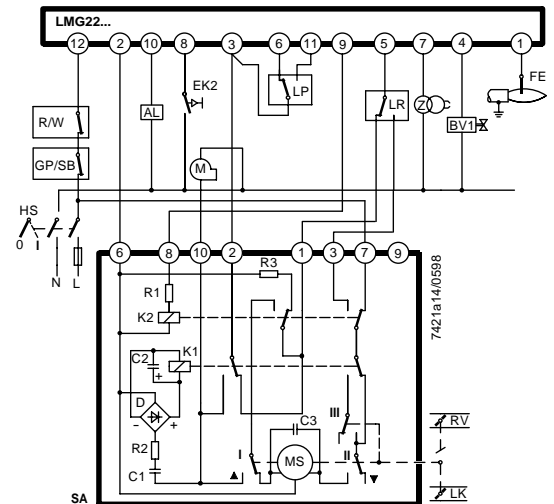 LMG22...
12 2 10 8 3 6 11 9 5 7 4 1
EK2
LP
FE
AL
LR
Z
BV1
R/W
GP/SB
M
HS
0 I
N L
6 8 10 2 1 3 7 9
R3
R1
K2
K1
C2
+
D
- +
R2
C1
C3
III
I
MS
II
SA
RV
LK
7421a14/0598